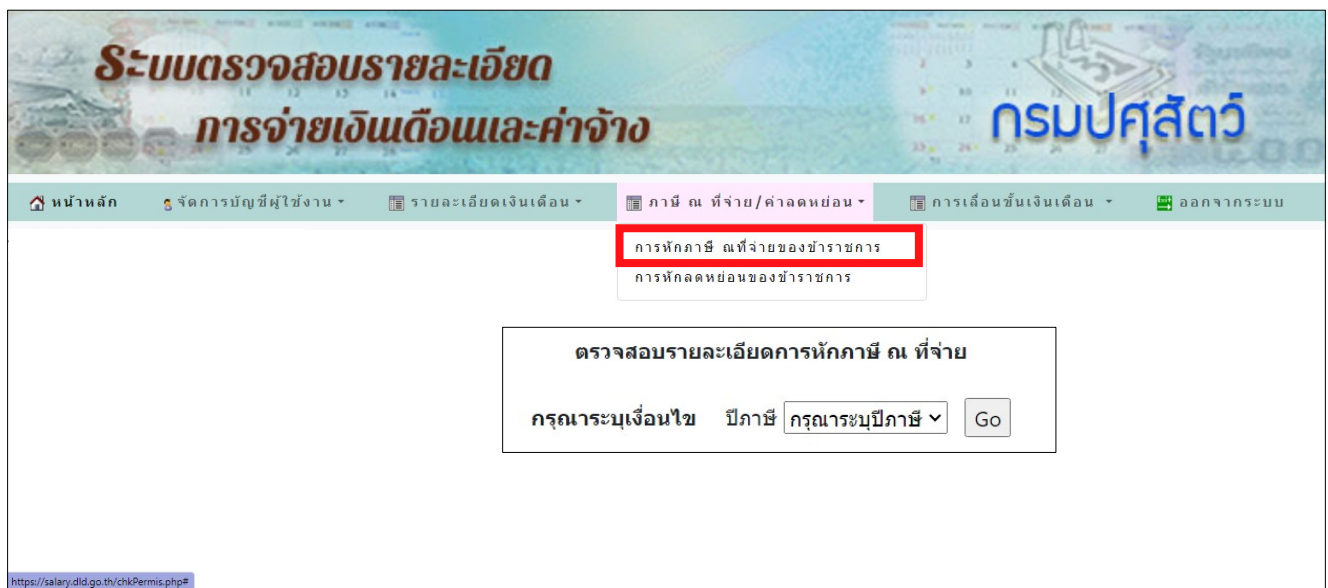 ระบบตรวจสอบรายละเอียด
การจ่ายเงินเดือนและค่าจ้าง
กรมปศุสัตว์
หน้าหลัก จัดการบัญชีผู้ใช้งาน รายละเอียดเงินเดือน ภาษี ณ ที่จ่าย/ค่าลดหย่อน การเลื่อนขั้นเงินเดือน ออกจากระบบ
การหักภาษี ณที่จ่ายของข้าราชการ
การหักลดหย่อนของข้าราชการ
ตรวจสอบรายละเอียดการหักภาษี ณ ที่จ่าย
กรุณาระบุเงื่อนไข ปีภาษี กรุณาระบุปีภาษี Go
https://salary.dld.go.th/chkPermis.php#